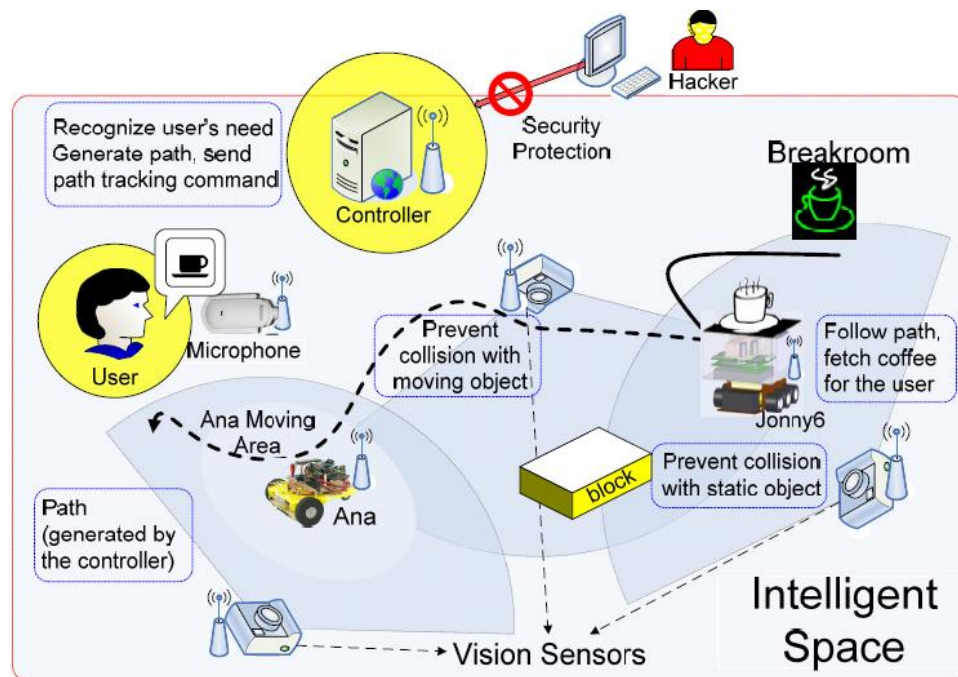 Hacker
Security
Protection
Recognize user's need
Generate path, send
path tracking command
Controller
Breakroom
User
Microphone
Prevent
collision with
moving object
Follow path,
fetch coffee
for the user
Jonny6
Ana Moving
Area
Ana
block
Prevent collision
with static object
Path
(generated by
the controller)
Vision Sensors
Intelligent
Space